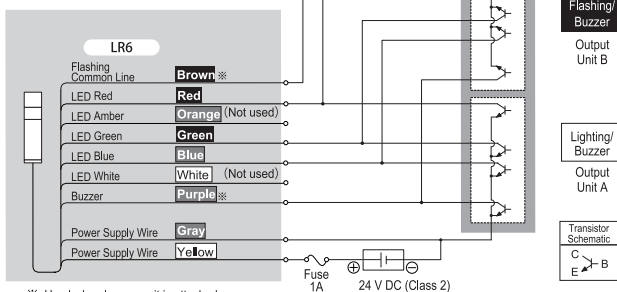 LR6
Flashing
Common Line
Brown ※
LED Red
Red
LED Amber
Orange (Not used)
LED Green
Green
LED Blue
Blue
LED White
White (Not used)
Buzzer
Purple ※
Power Supply Wire
Gray
Power Supply Wire
Yellow
Fuse
1A
24 V DC (Class 2)
Flashing/
Buzzer
Output
Unit B
Lighting/
Buzzer
Output
Unit A
Transistor
Schematic
C
B
E